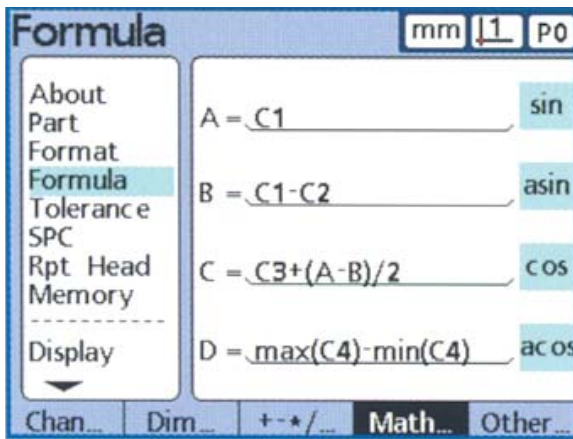 Formula
mm 1 P0
About
Part
Format
Formula
Tolerance
SPC
Rpt Head
Memory
Display
A = C1
B = C1-C2
C = C3+(A-B)/2
D = max(C4)-min(C4)
sin
asin
cos
acos
Chan... Dim... +-*/... Math... Other...